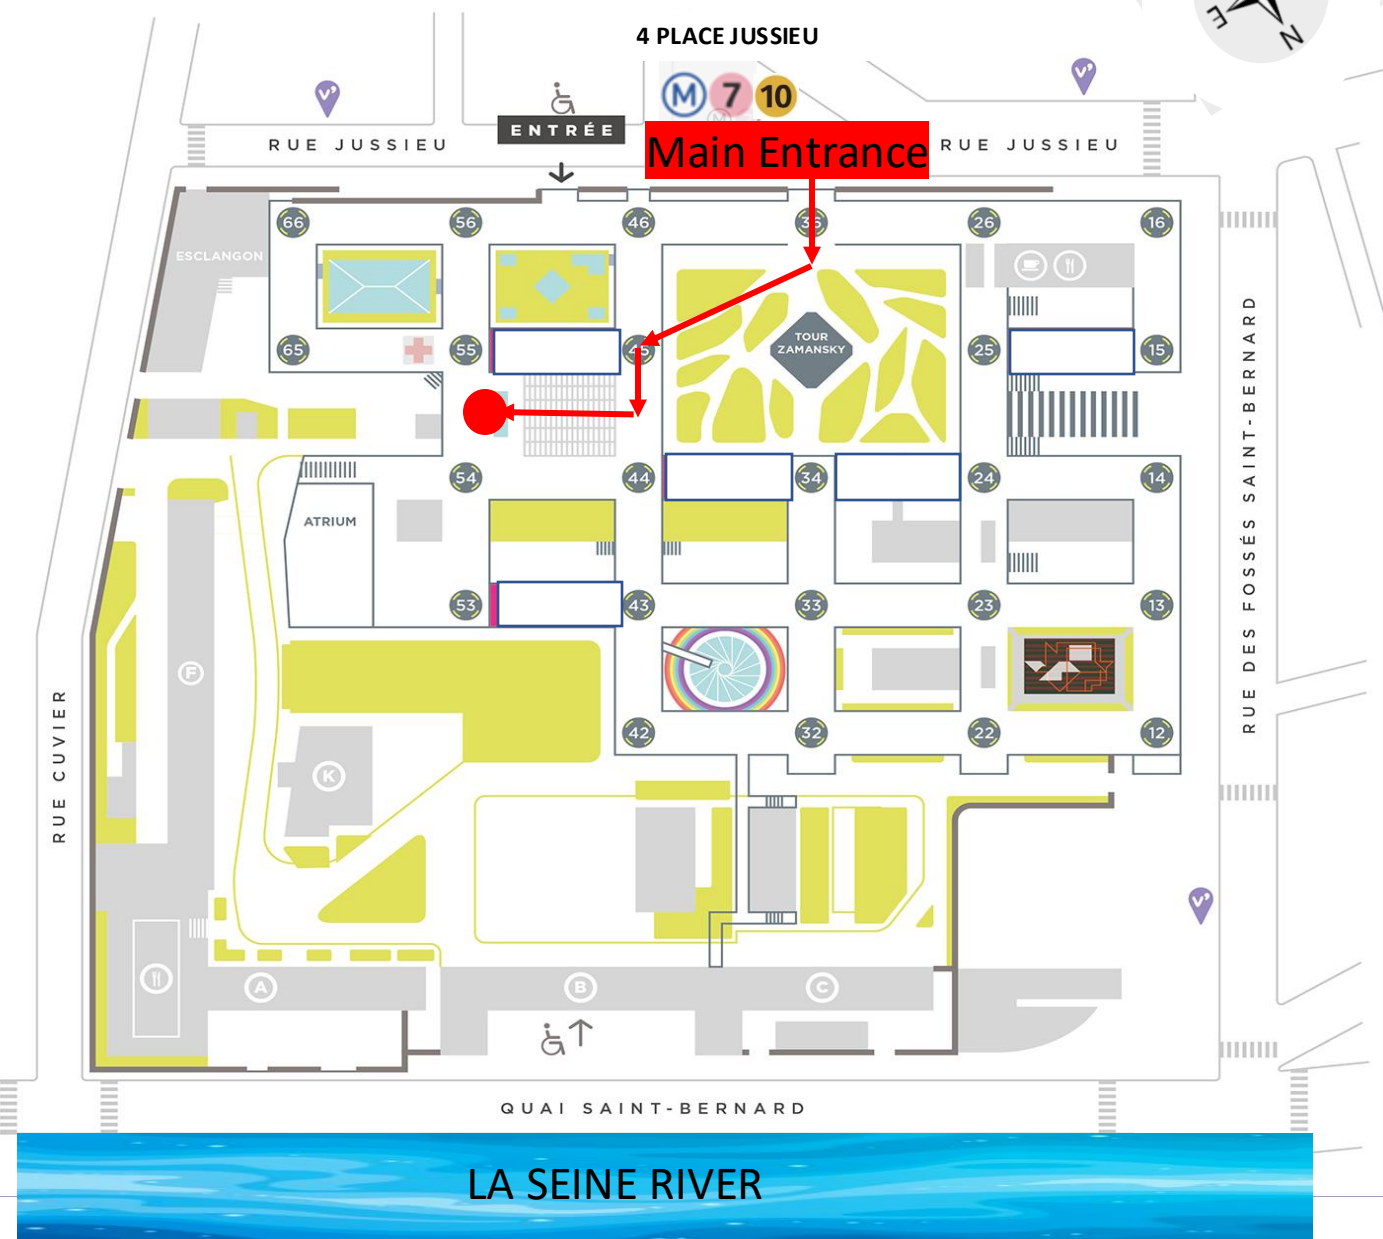 4 PLACE JUSSIEU
E
N
M 7 10
ENTRÉE
RUE JUSSIEU
Main Entrance
RUE JUSSIEU
66
56
46
36
26
16
ESCLANGON
65
55
45
TOUR
ZAMANSKY
25
15
54
44
34
24
14
ATRIUM
53
43
33
23
13
F
42
32
22
12
K
A
B
C
RUE CUVIER
RUE DES FOSSÉS SAINT-BERNARD
QUAI SAINT-BERNARD
LA SEINE RIVER